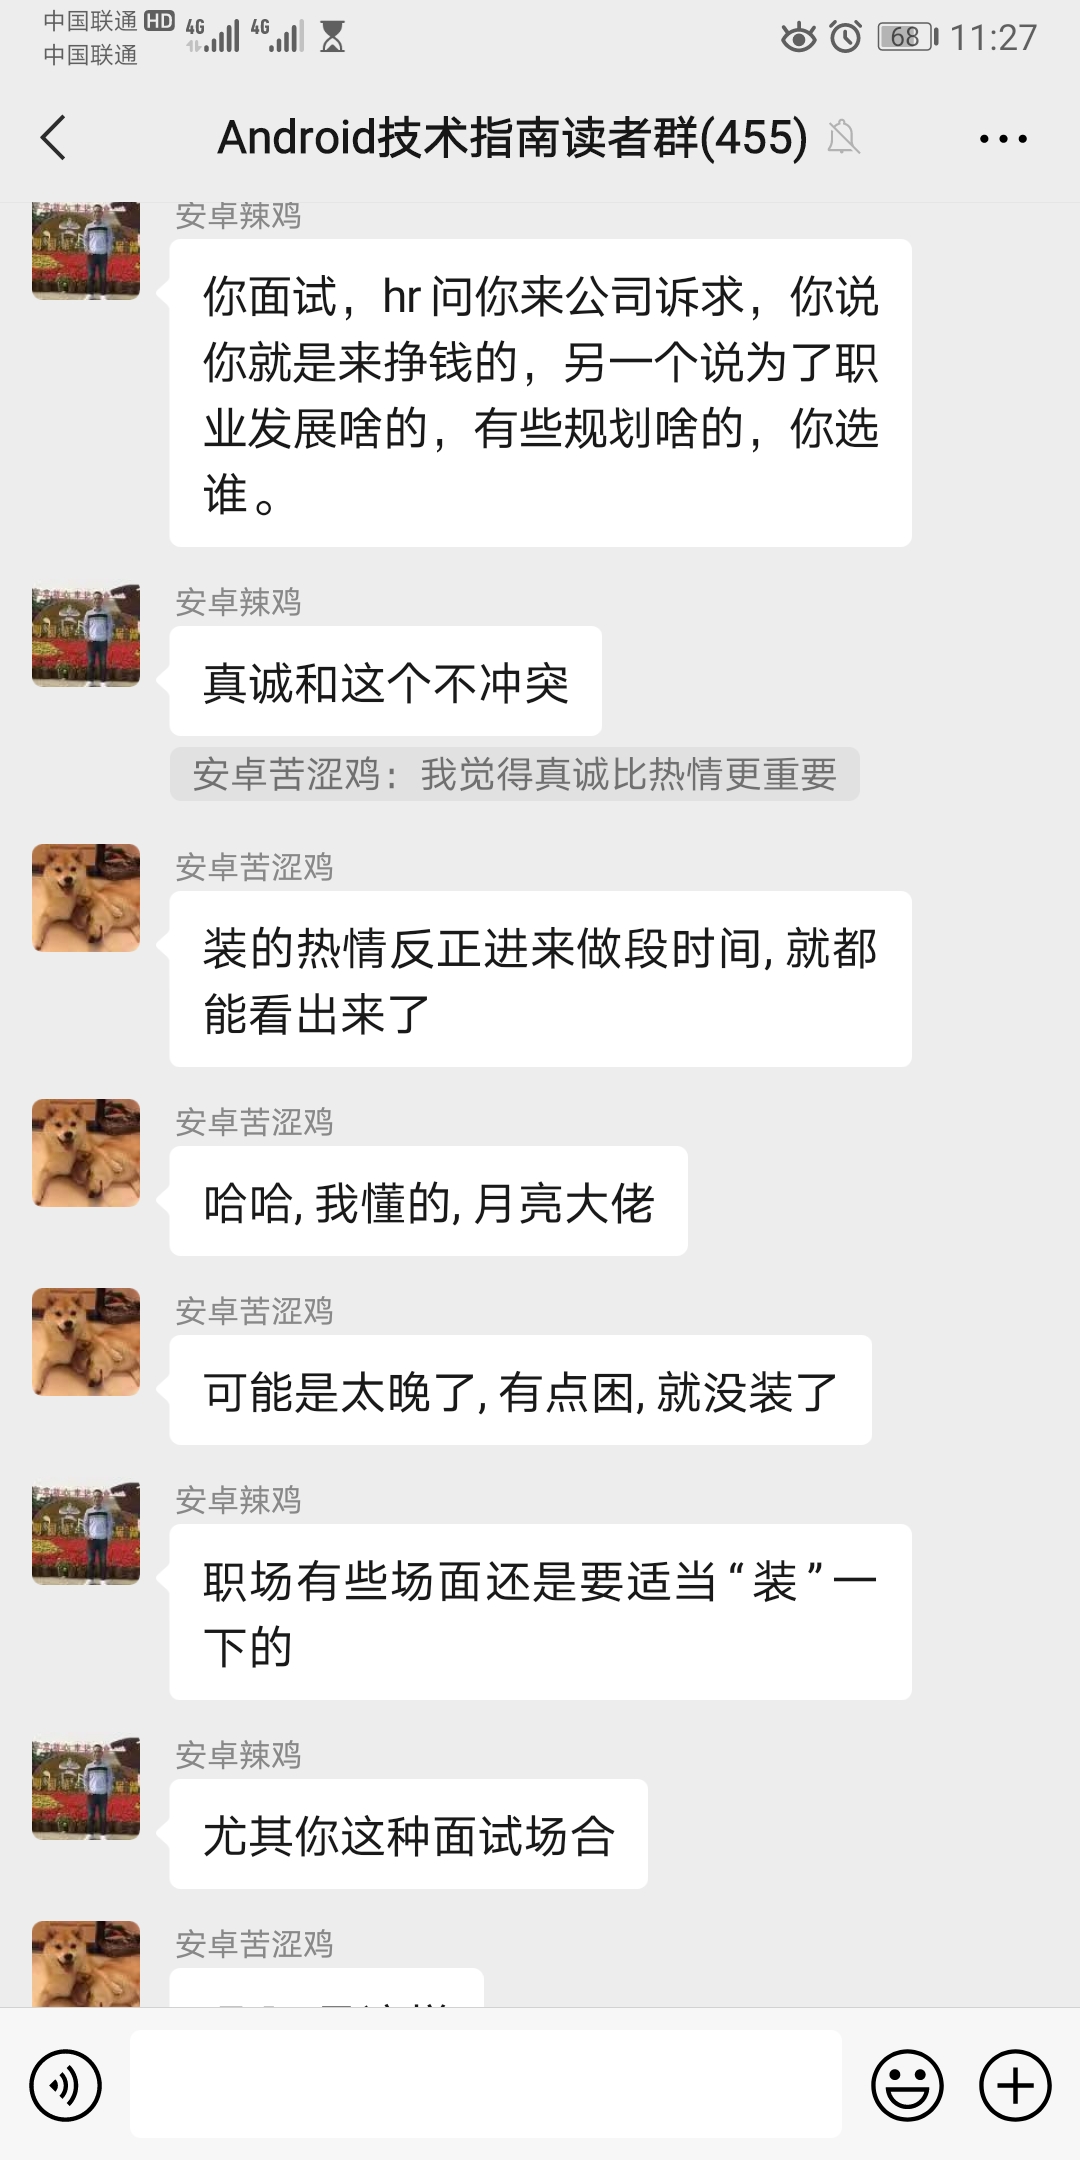 中国联通 HD 4G 4G 68 11:27
中国联通
Android技术指南读者群(455)
安卓辣鸡
你面试，hr 问你来公司诉求，你说
你就是来挣钱的，另一个说为了职
业发展啥的，有些规划啥的，你选
谁。
安卓辣鸡
真诚和这个不冲突
安卓苦涩鸡：我觉得真诚比热情更重要
安卓苦涩鸡
装的热情反正进来做段时间, 就都
能看出来了
安卓苦涩鸡
哈哈, 我懂的, 月亮大佬
安卓苦涩鸡
可能是太晚了, 有点困, 就没装了
安卓辣鸡
职场有些场面还是要适当“装”一
下的
安卓辣鸡
尤其你这种面试场合
安卓苦涩鸡